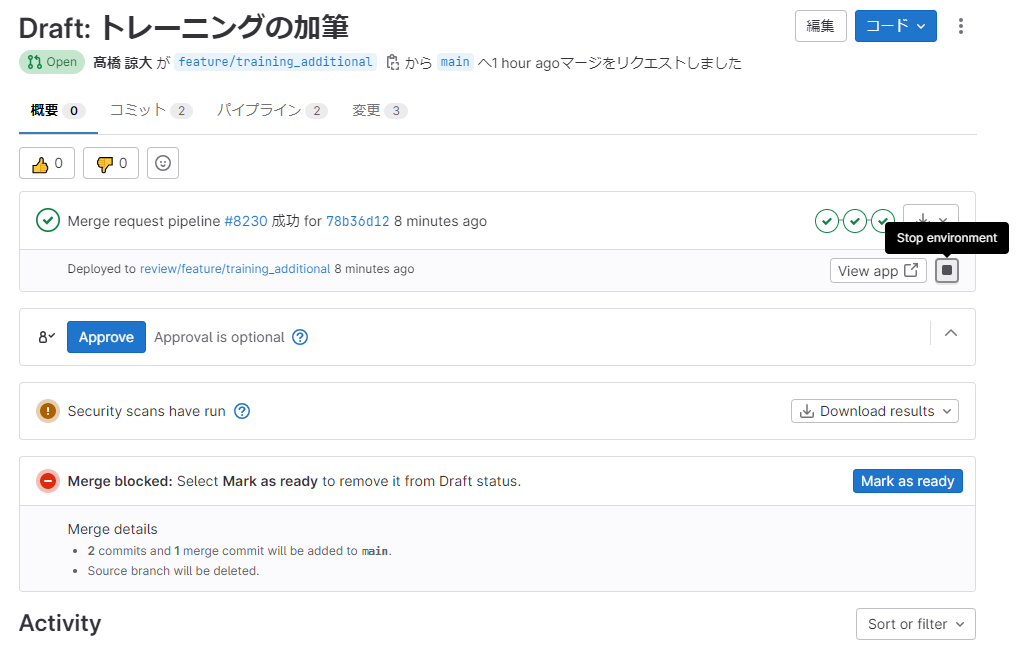 Draft: トレーニングの加筆
編集
コード
Open 髙橋 諒大 が feature/training_additional から main へ1 hour agoマージをリクエストしました
概要 0 コミット 2 パイプライン 2 変更 3
0 0
Merge request pipeline #8230 成功 for 78b36d12 8 minutes ago
Stop environment
Deployed to review/feature/training_additional 8 minutes ago
View app
Approve Approval is optional
Security scans have run
Download results
Merge blocked: Select Mark as ready to remove it from Draft status.
Mark as ready
Merge details
2 commits and 1 merge commit will be added to main.
Source branch will be deleted.
Activity
Sort or filter